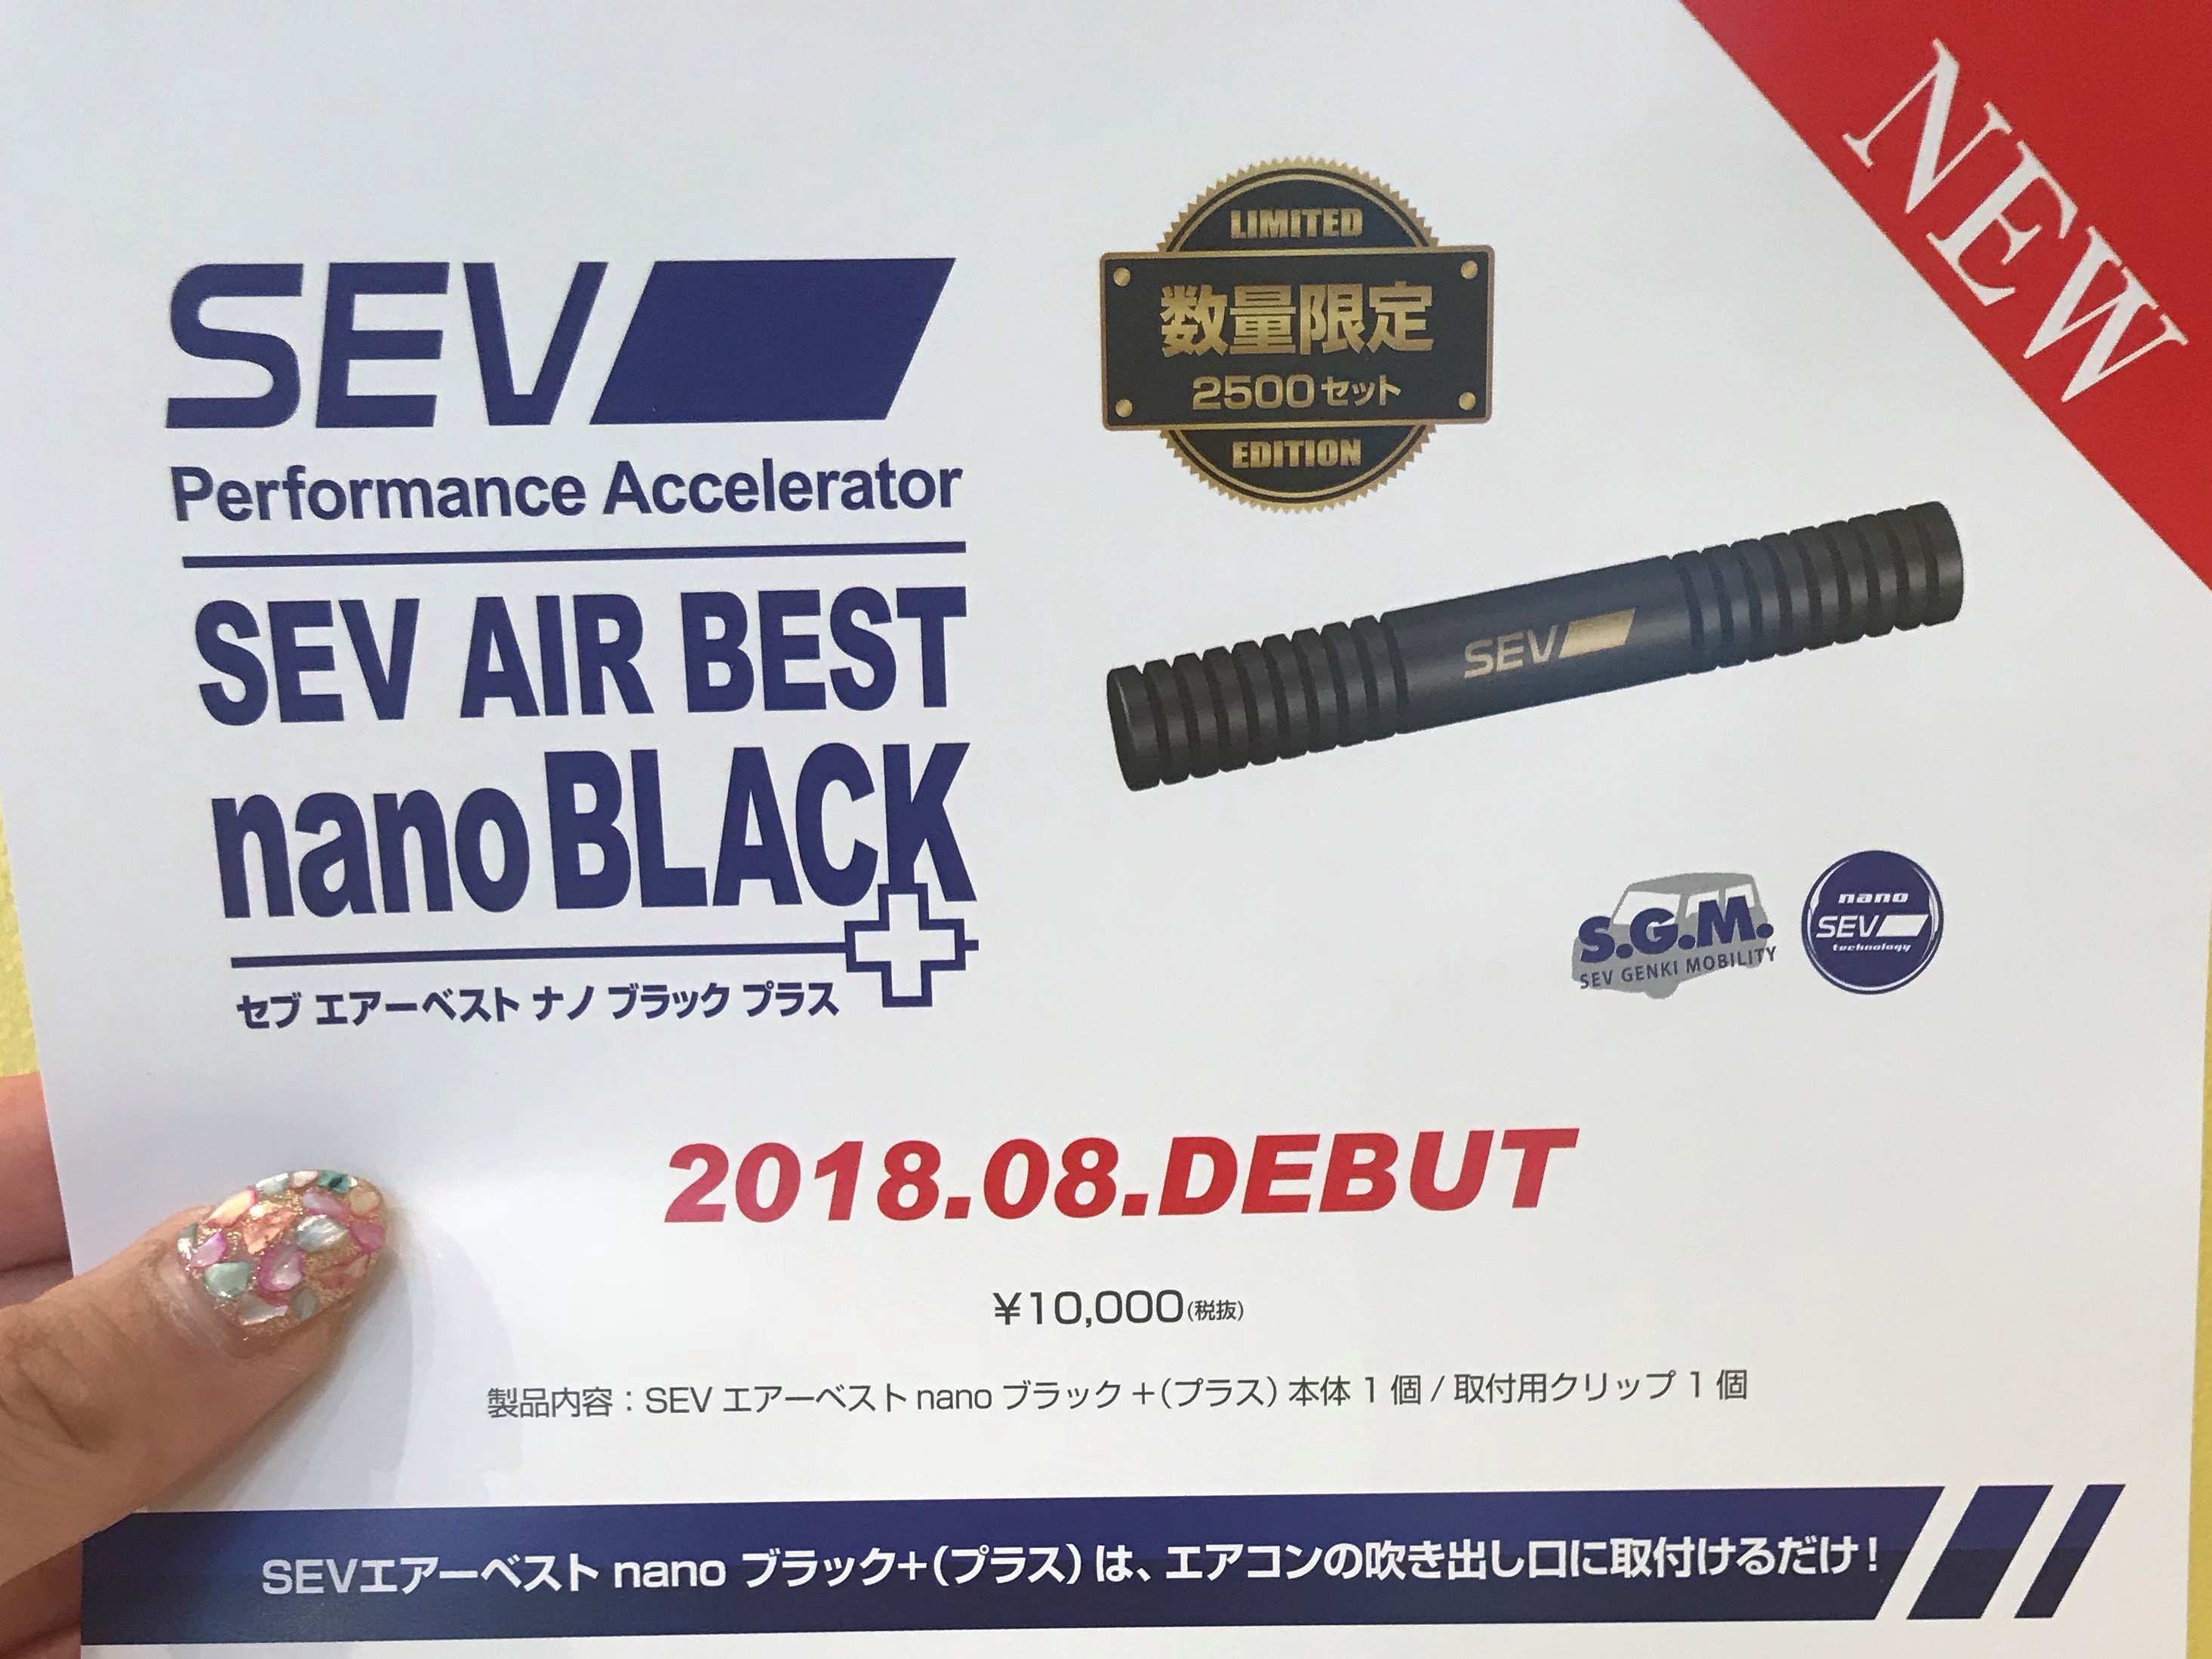 NEW
LIMITED
数量限定
2500セット
EDITION
SEV
Performance Accelerator
SEV AIR BEST
nano BLACK
セブ エアーベスト ナノ ブラック プラス
SEV
S.G.M.
SEV GENKI MOBILITY
nano
SEV
technology
2018.08.DEBUT
¥10,000(税抜)
製品内容：SEV エアーベスト nano ブラック +(プラス) 本体 1 個 / 取付用クリップ 1 個
SEVエアーベスト nano ブラック+(プラス) は、エアコンの吹き出し口に取付けるだけ！